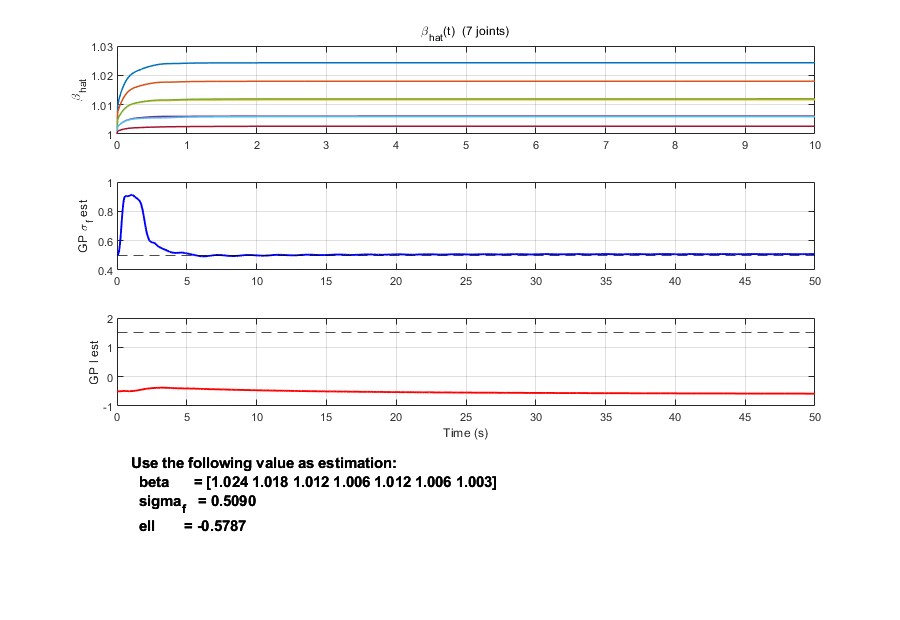 β_hat(t) (7 joints)
1.03
1.02
1.01
1
β_hat
0 1 2 3 4 5 6 7 8 9 10
1
0.8
0.6
0.4
GP σ_f est
0 5 10 15 20 25 30 35 40 45 50
2
1
0
-1
GP l est
0 5 10 15 20 25 30 35 40 45 50
Time (s)
Use the following value as estimation:
beta = [1.024 1.018 1.012 1.006 1.012 1.006 1.003]
sigma_f = 0.5090
ell = -0.5787